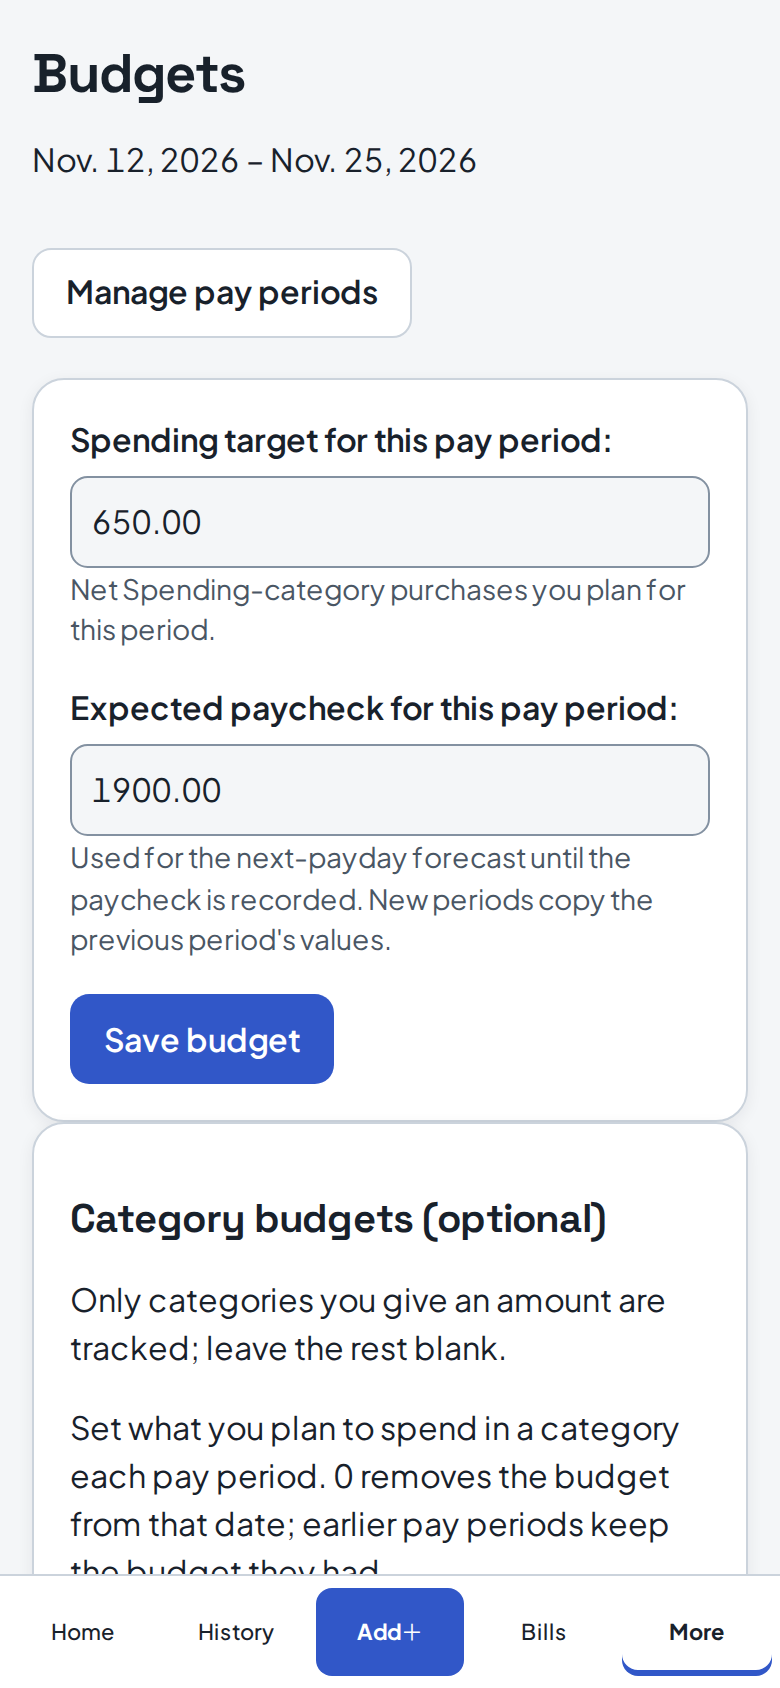 Budgets
Nov. 12, 2026 – Nov. 25, 2026
Manage pay periods
Spending target for this pay period:
650.00
Net Spending-category purchases you plan for
this period.
Expected paycheck for this pay period:
1900.00
Used for the next-payday forecast until the
paycheck is recorded. New periods copy the
previous period's values.
Save budget
Category budgets (optional)
Only categories you give an amount are
tracked; leave the rest blank.
Set what you plan to spend in a category
each pay period. 0 removes the budget
from that date; earlier pay periods keep
the budget they had.
Home
History
Add+
Bills
More